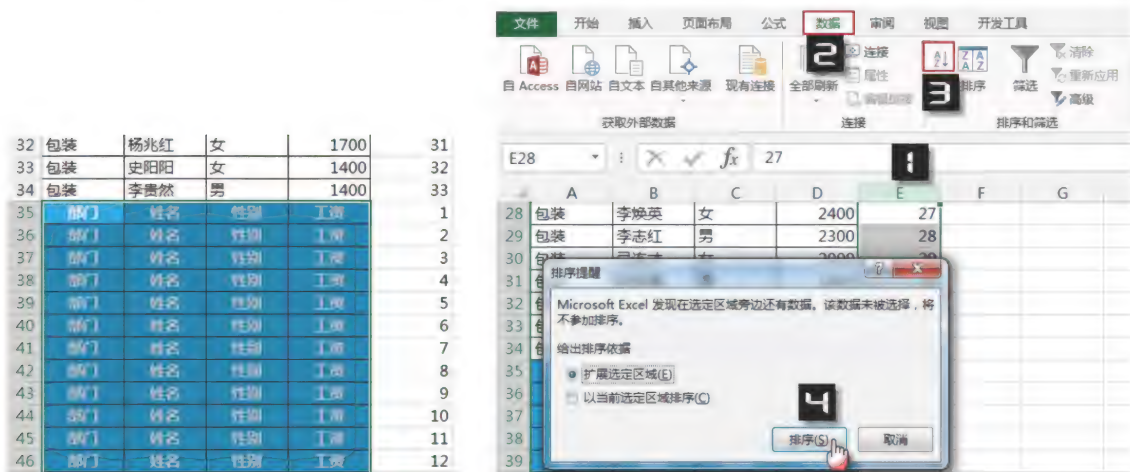 32 包装 杨兆红 女 1700 31
33 包装 史阳阳 女 1400 32
34 包装 李贵然 男 1400 33
35 部门 姓名 性别 工资 1
36 部门 姓名 性别 工资 2
37 部门 姓名 性别 工资 3
38 部门 姓名 性别 工资 4
39 部门 姓名 性别 工资 5
40 部门 姓名 性别 工资 6
41 部门 姓名 性别 工资 7
42 部门 姓名 性别 工资 8
43 部门 姓名 性别 工资 9
44 部门 姓名 性别 工资 10
45 部门 姓名 性别 工资 11
46 部门 姓名 性别 工资 12
文件 开始 插入 页面布局 公式 数据 审阅 视图 开发工具
2
3
自 Access 自网站 自文本 自其他来源 现有连接 全部刷新
连接
属性
排序 筛选
清除
重新应用
高级
获取外部数据 连接 排序和筛选
E28 fx 27
1
A B C D E F G
28 包装 李焕英 女 2400 27
29 包装 李志红 男 2300 28
30
31
32
33
34
35
36
37
38
39
排序提醒
Microsoft Excel 发现在选定区域旁边还有数据。该数据未被选择，将
不参加排序。
给出排序依据
扩展选定区域(E)
以当前选定区域排序(C)
4
排序(S) 取消